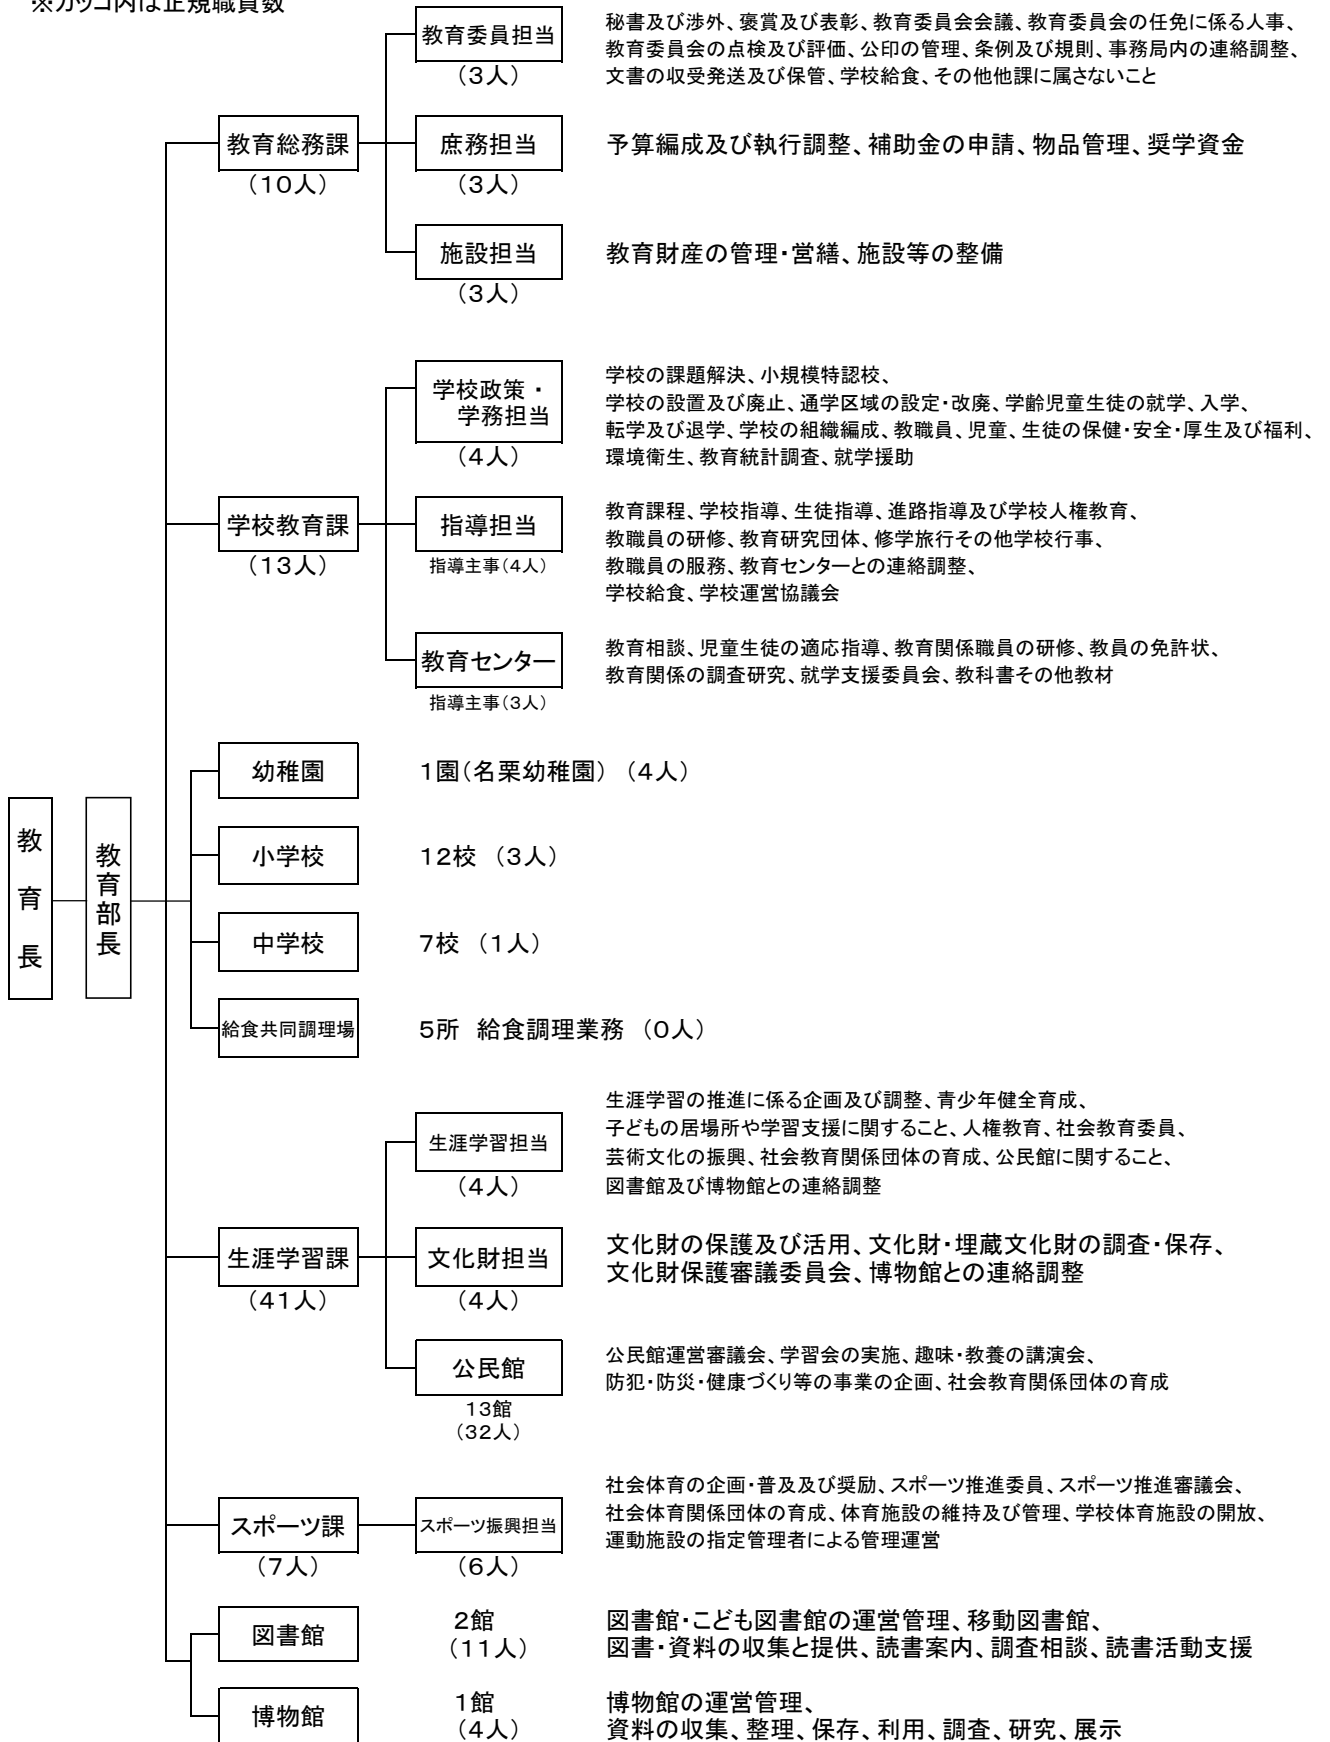 ※カッコ内は正規職員数
教育委員担当
（3人）
秘書及び渉外、褒賞及び表彰、教育委員会会議、教育委員会の任免に係る人事、
教育委員会の点検及び評価、公印の管理、条例及び規則、事務局内の連絡調整、
文書の収受発送及び保管、学校給食、その他他課に属さないこと
教育総務課
（10人）
庶務担当
（3人）
予算編成及び執行調整、補助金の申請、物品管理、奨学資金
施設担当
（3人）
教育財産の管理・営繕、施設等の整備
学校政策・
学務担当
（4人）
学校の課題解決、小規模特認校、
学校の設置及び廃止、通学区域の設定・改廃、学齢児童生徒の就学、入学、
転学及び退学、学校の組織編成、教職員、児童、生徒の保健・安全・厚生及び福利、
環境衛生、教育統計調査、就学援助
学校教育課
（13人）
指導担当
指導主事（4人）
教育課程、学校指導、生徒指導、進路指導及び学校人権教育、
教職員の研修、教育研究団体、修学旅行その他学校行事、
教職員の服務、教育センターとの連絡調整、
学校給食、学校運営協議会
教育センター
指導主事（3人）
教育相談、児童生徒の適応指導、教育関係職員の研修、教員の免許状、
教育関係の調査研究、就学支援委員会、教科書その他教材
教育長
教育部長
幼稚園
1園（名栗幼稚園）（4人）
小学校
12校 （3人）
中学校
7校 （1人）
給食共同調理場
5所 給食調理業務 （0人）
生涯学習担当
（4人）
生涯学習の推進に係る企画及び調整、青少年健全育成、
子どもの居場所や学習支援に関すること、人権教育、社会教育委員、
芸術文化の振興、社会教育関係団体の育成、公民館に関すること、
図書館及び博物館との連絡調整
生涯学習課
（41人）
文化財担当
（4人）
文化財の保護及び活用、文化財・埋蔵文化財の調査・保存、
文化財保護審議委員会、博物館との連絡調整
公民館
13館
（32人）
公民館運営審議会、学習会の実施、趣味・教養の講演会、
防犯・防災・健康づくり等の事業の企画、社会教育関係団体の育成
スポーツ課
（7人）
スポーツ振興担当
（6人）
社会体育の企画・普及及び奨励、スポーツ推進委員、スポーツ推進審議会、
社会体育関係団体の育成、体育施設の維持及び管理、学校体育施設の開放、
運動施設の指定管理者による管理運営
図書館
2館
（11人）
図書館・こども図書館の運営管理、移動図書館、
図書・資料の収集と提供、読書案内、調査相談、読書活動支援
博物館
1館
（4人）
博物館の運営管理、
資料の収集、整理、保存、利用、調査、研究、展示